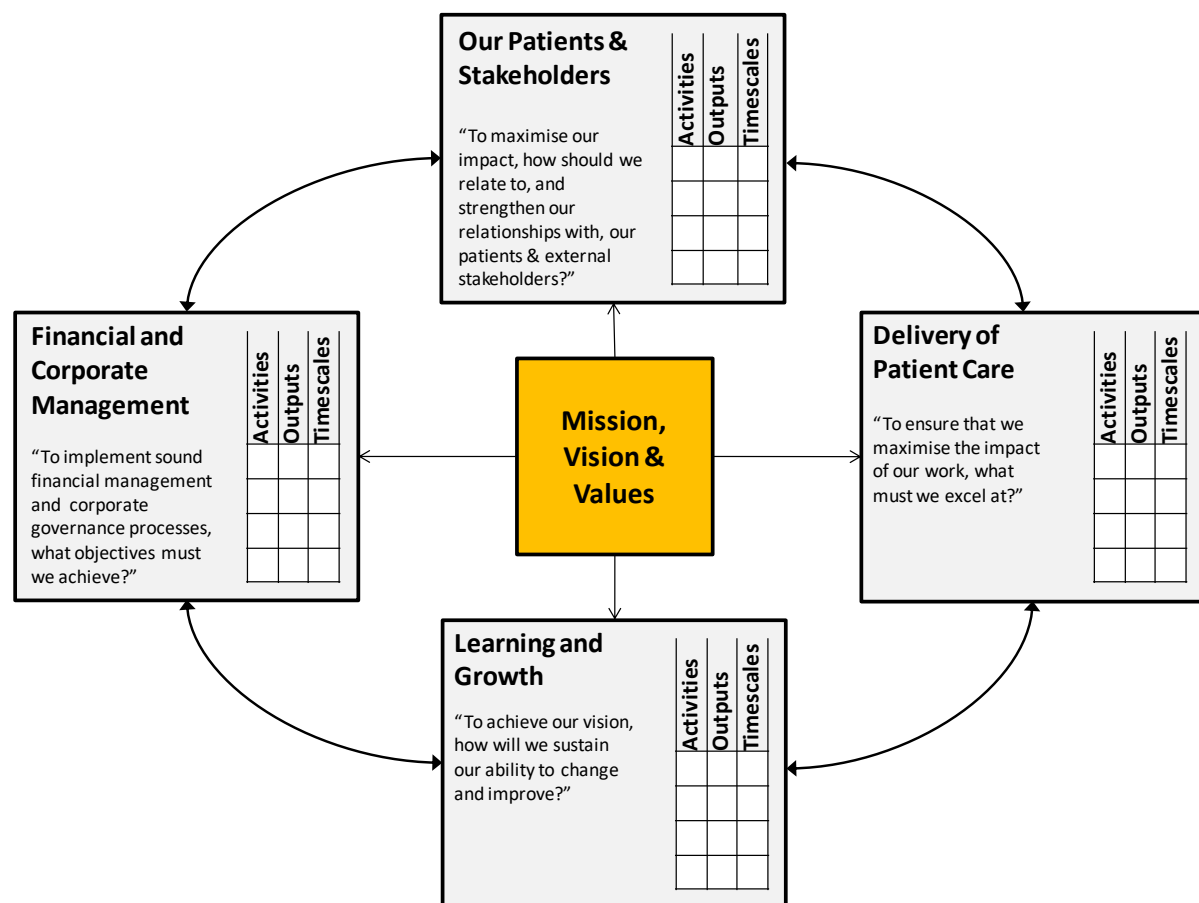 Our Patients &
Stakeholders
“To maximise our
impact, how should we
relate to, and
strengthen our
relationships with, our
patients & external
stakeholders?”
Activities
Outputs
Timescales
Financial and
Corporate
Management
“To implement sound
financial management
and corporate
governance processes,
what objectives must
we achieve?”
Activities
Outputs
Timescales
Mission,
Vision &
Values
Delivery of
Patient Care
“To ensure that we
maximise the impact
of our work, what
must we excel at?”
Activities
Outputs
Timescales
Learning and
Growth
“To achieve our vision,
how will we sustain
our ability to change
and improve?”
Activities
Outputs
Timescales